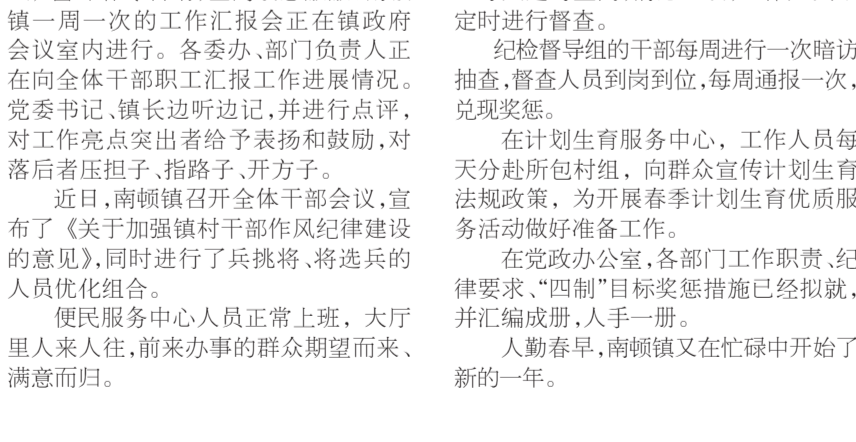 镇一周一次的工作汇报会正在镇政府
会议室内进行。各委办、部门负责人正
在向全体干部职工汇报工作进展情况。
党委书记、镇长边听边记,并进行点评,
对工作亮点突出者给予表扬和鼓励,对
落后者压担子、指路子、开方子。
近日,南顿镇召开全体干部会议,宣
布了《关于加强镇村干部作风纪律建设
的意见》,同时进行了兵挑将、将选兵的
人员优化组合。
便民服务中心人员正常上班，大厅
里人来人往,前来办事的群众期望而来、
满意而归。
定时进行督查。
纪检督导组的干部每周进行一次暗访
抽查,督查人员到岗到位,每周通报一次,
兑现奖惩。
在计划生育服务中心，工作人员每
天分赴所包村组，向群众宣传计划生育
法规政策，为开展春季计划生育优质服
务活动做好准备工作。
在党政办公室,各部门工作职责、纪
律要求、“四制”目标奖惩措施已经拟就,
并汇编成册,人手一册。
人勤春早,南顿镇又在忙碌中开始了
新的一年。